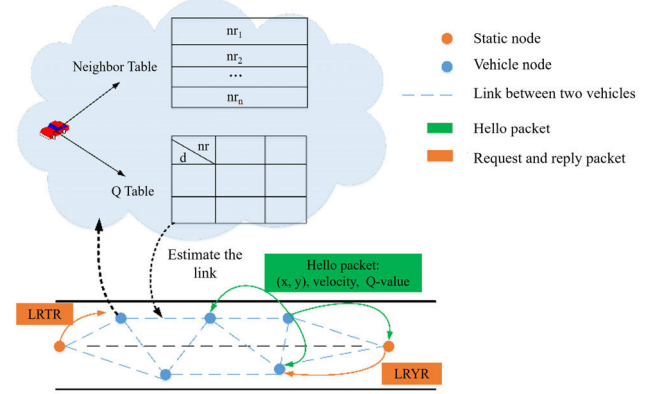 Neighbor Table
nr1
nr2
...
nrn
Q Table
nr
d
Static node
Vehicle node
Link between two vehicles
Hello packet
Request and reply packet
Estimate the
link
Hello packet:
(x, y), velocity, Q-value
LRTR
LRYR